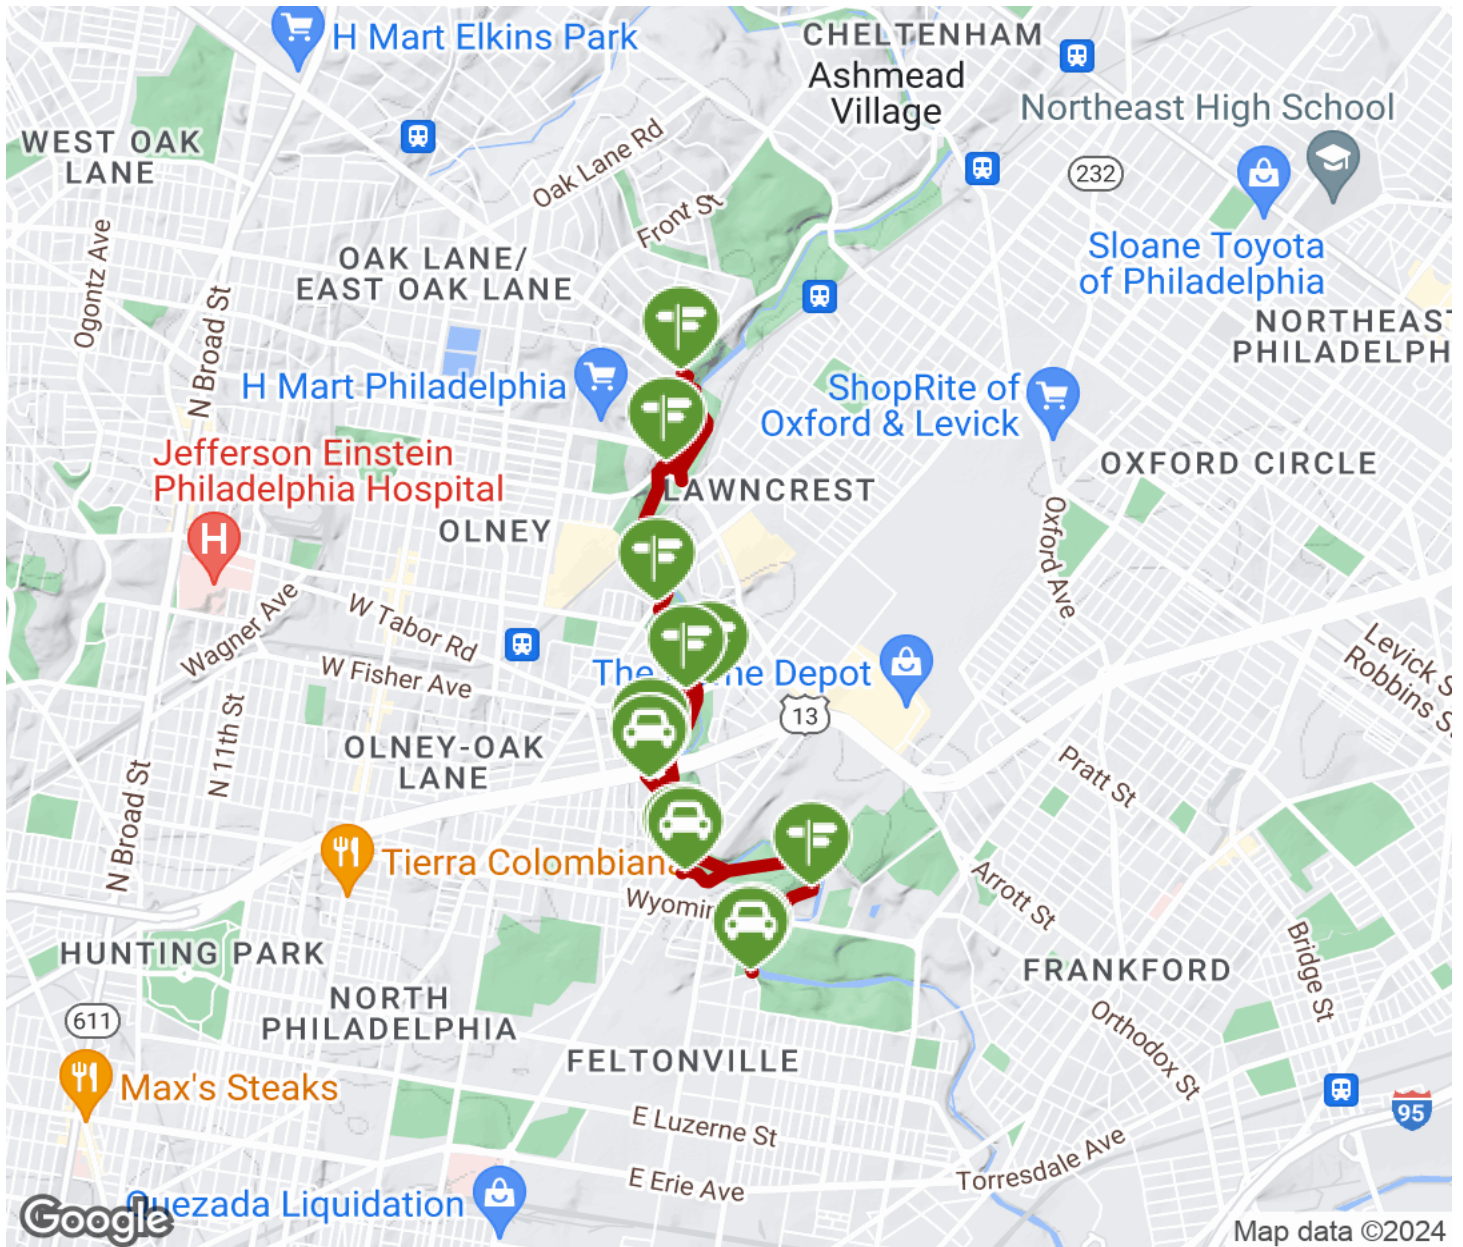 H Mart Elkins Park
CHELTENHAM
Ashmead
Village
Northeast High School
WEST OAK
LANE
Oak Lane Rd
232
Front St
Ogontz Ave
OAK LANE/
EAST OAK LANE
Sloane Toyota
of Philadelphia
N Broad St
NORTHEAST
PHILADELPH
H Mart Philadelphia
ShopRite of
Oxford & Levick
Jefferson Einstein
Philadelphia Hospital
H
LAWNCREST
OXFORD CIRCLE
OLNEY
Oxford Ave
Wagner Ave
W Tabor Rd
W Fisher Ave
The me Depot
13
Levick S
Robbins S
N 11th St
OLNEY-OAK
LANE
Pratt St
N Broad St
Tierra Colombiana
Wyomin
Arrott St
HUNTING PARK
FRANKFORD
Bridge St
NORTH
PHILADELPHIA
611
Orthodox St
FELTONVILLE
Max's Steaks
E Luzerne St
95
Torresdale Ave
E Erie Ave
Quezada Liquidation
Google
Map data ©2024